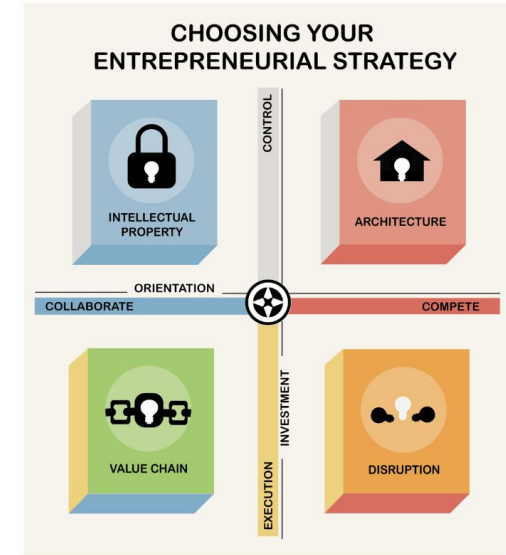 CHOOSING YOUR
ENTREPRENEURIAL STRATEGY
CONTROL
INTELLECTUAL
PROPERTY
ARCHITECTURE
ORIENTATION
COLLABORATE
COMPETE
INVESTMENT
VALUE CHAIN
EXECUTION
DISRUPTION